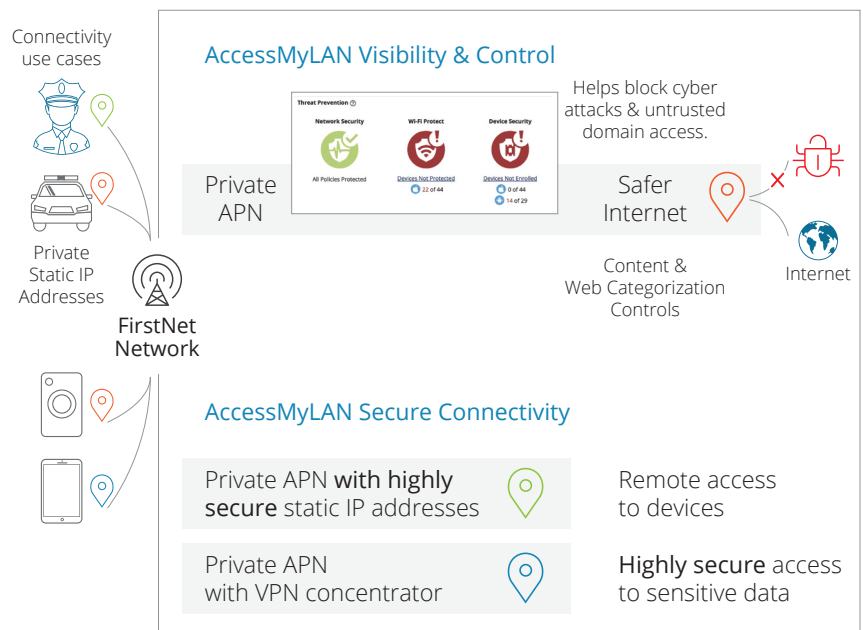 Connectivity
use cases
Private
Static IP
Addresses
FirstNet
Network
AccessMyLAN Visibility & Control
Private
APN
Threat Prevention ?
Network Security
All Policies Protected
Wi-Fi Protect
Devices Not Protected
22 of 44
Device Security
Devices Not Enrolled
0 of 44
14 of 29
Helps block cyber
attacks & untrusted
domain access.
Safer
Internet
Internet
Content &
Web Categorization
Controls
AccessMyLAN Secure Connectivity
Private APN with highly
secure static IP addresses
Remote access
to devices
Private APN
with VPN concentrator
Highly secure access
to sensitive data